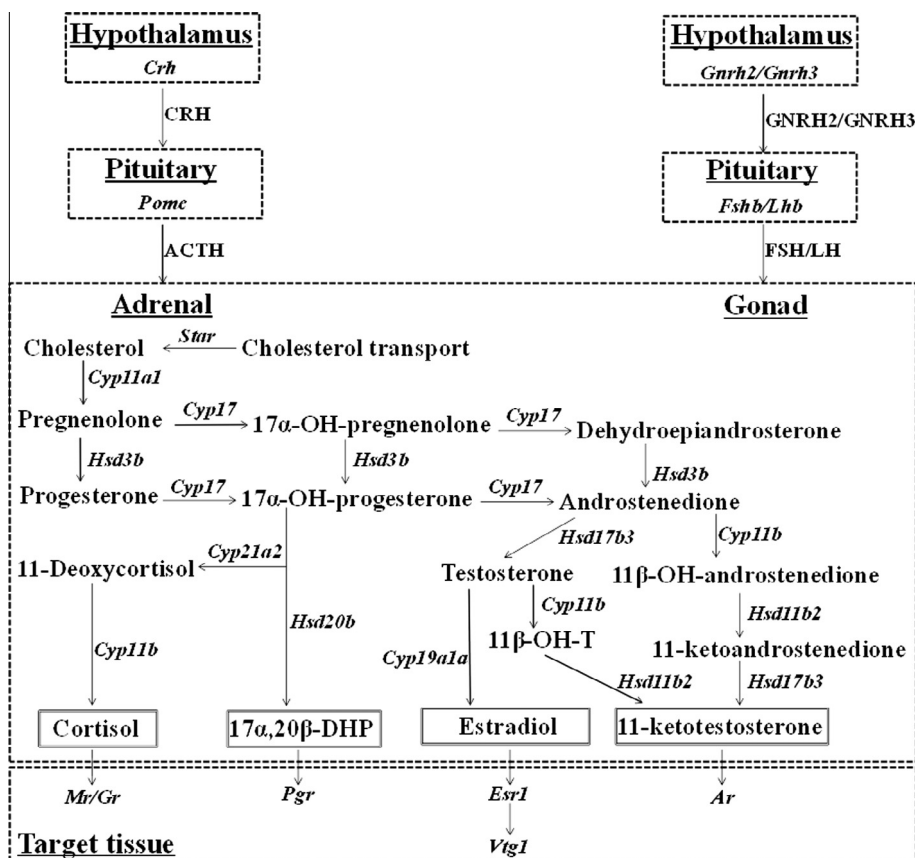 Hypothalamus
Crh
CRH
Pituitary
Pomc
ACTH
Hypothalamus
Gnrh2/Gnrh3
GNRH2/GNRH3
Pituitary
Fshb/Lhb
FSH/LH
Adrenal
Gonad
Cholesterol
Star
Cholesterol transport
Cyp11a1
Pregnenolone
Cyp17
17α-OH-pregnenolone
Cyp17
Dehydroepiandrosterone
Hsd3b
Hsd3b
Hsd3b
Progesterone
Cyp17
17α-OH-progesterone
Cyp17
Androstenedione
Hsd17b3
Cyp11b
11-Deoxycortisol
Cyp21a2
Testosterone
11β-OH-androstenedione
Cyp11b
Hsd20b
Cyp19a1a
Cyp11b
11β-OH-T
Hsd11b2
Hsd11b2
11-ketoandrostenedione
Hsd17b3
Cortisol
17α,20β-DHP
Estradiol
11-ketotestosterone
Mr/Gr
Pgr
Esr1
Ar
Vtg1
Target tissue